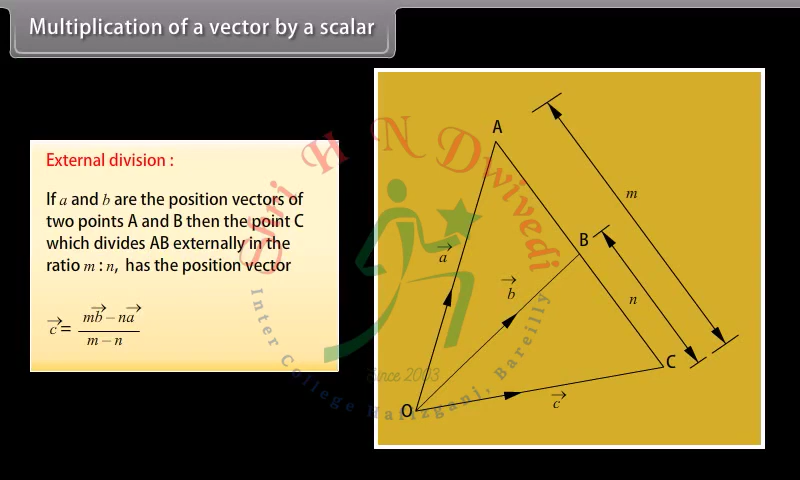 Multiplication of a vector by a scalar
External division :
If a and b are the position vectors of
two points A and B then the point C
which divides AB externally in the
ratio m : n, has the position vector
c⃗ = (mb⃗ – na⃗) / (m – n)
A
m
B
a⃗
b⃗
n
C
O
c⃗
Shri H N Dwivedi
Inter College Hafizganj, Bareilly
Since 2003